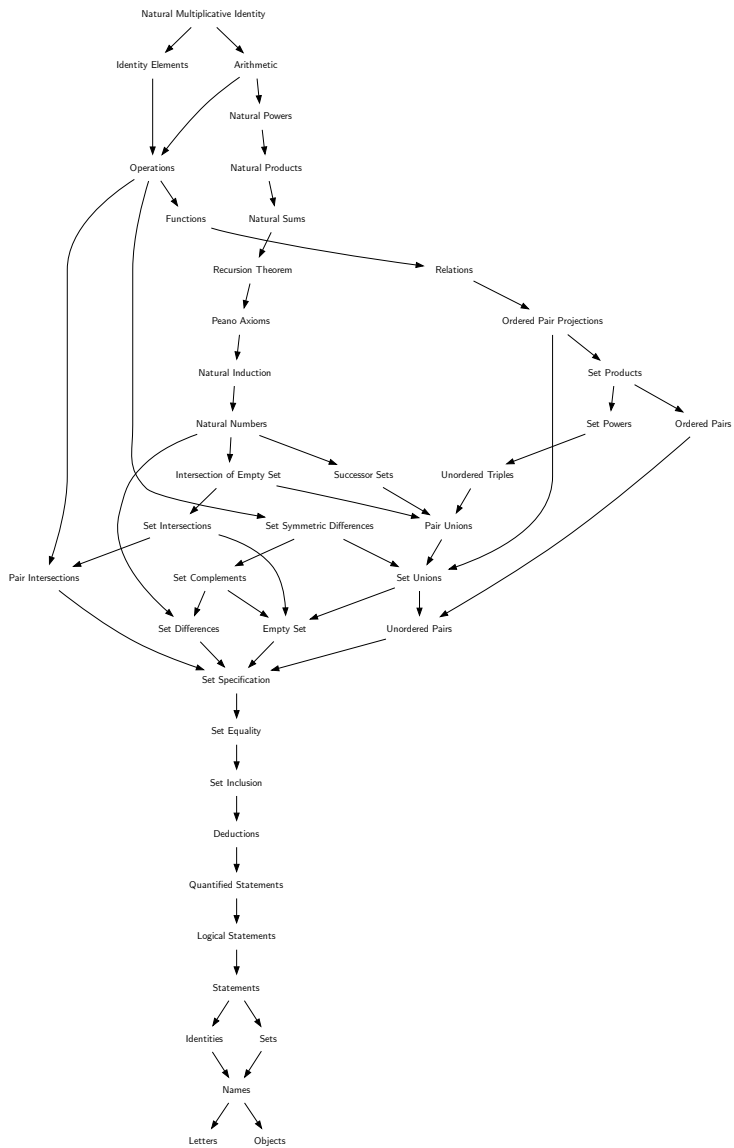 Natural Multiplicative Identity
Identity Elements
Arithmetic
Natural Powers
Operations
Natural Products
Functions
Natural Sums
Recursion Theorem
Relations
Peano Axioms
Ordered Pair Projections
Natural Induction
Set Products
Natural Numbers
Set Powers
Ordered Pairs
Intersection of Empty Set
Successor Sets
Unordered Triples
Set Intersections
Set Symmetric Differences
Pair Unions
Pair Intersections
Set Complements
Set Unions
Set Differences
Empty Set
Unordered Pairs
Set Specification
Set Equality
Set Inclusion
Deductions
Quantified Statements
Logical Statements
Statements
Identities
Sets
Names
Letters
Objects